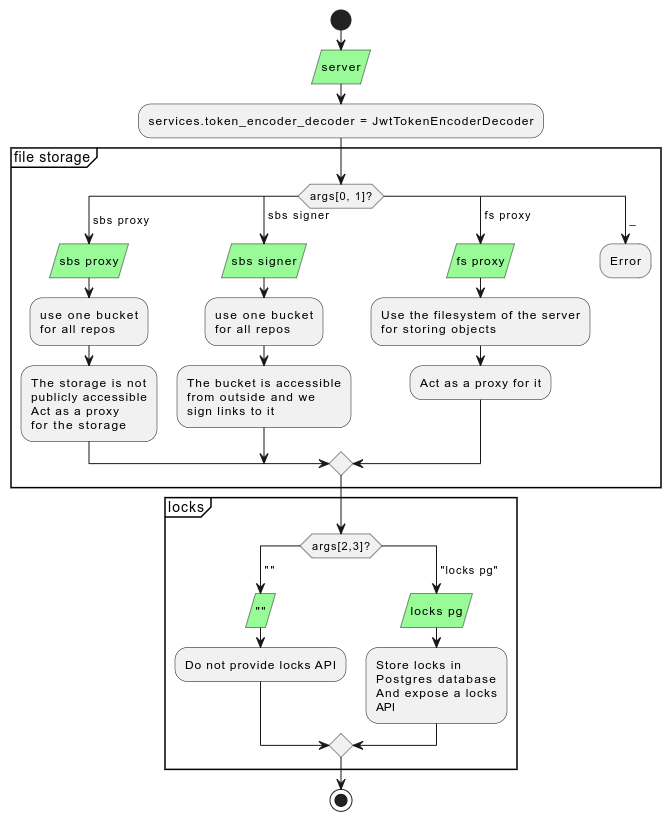 server
services.token_encoder_decoder = JwtTokenEncoderDecoder
file storage
args[0, 1]?
sbs proxy
sbs signer
fs proxy
_
sbs proxy
sbs signer
fs proxy
Error
use one bucket
for all repos
use one bucket
for all repos
Use the filesystem of the server
for storing objects
The storage is not
publicly accessible
Act as a proxy
for the storage
The bucket is accessible
from outside and we
sign links to it
Act as a proxy for it
locks
args[2,3]?
""
"locks pg"
""
locks pg
Do not provide locks API
Store locks in
Postgres database
And expose a locks
API